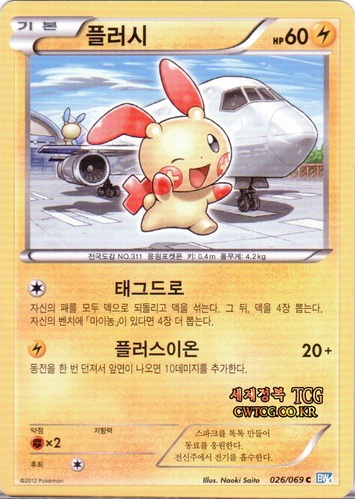 기본
플러시
HP60
전국도감 NO.311 응원포켓몬 키: 0.4m 몸무게: 4.2kg
태그드로
자신의 패를 모두 덱으로 되돌리고 덱을 섞는다. 그 뒤, 덱을 4장 뽑는다.
자신의 벤치에 「마이농」이 있다면 4장 더 뽑는다.
플러스이온 20+
동전을 한 번 던져서 앞면이 나오면 10데미지를 추가한다.
세체정복 TCG
CWTCG.CO.KR
약점 저항력
×2
후퇴
스파크를 톡톡 만들어
동료를 응원한다.
전신주에서 전기를 흡수한다.
©2012 Pokémon
Illus. Naoki Saito
026/069 C BW4